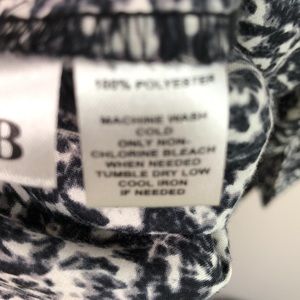 100% POLYESTER
MACHINE WASH
COLD
ONLY NON-
CHLORINE BLEACH
WHEN NEEDED
TUMBLE DRY LOW
COOL IRON
IF NEEDED
B